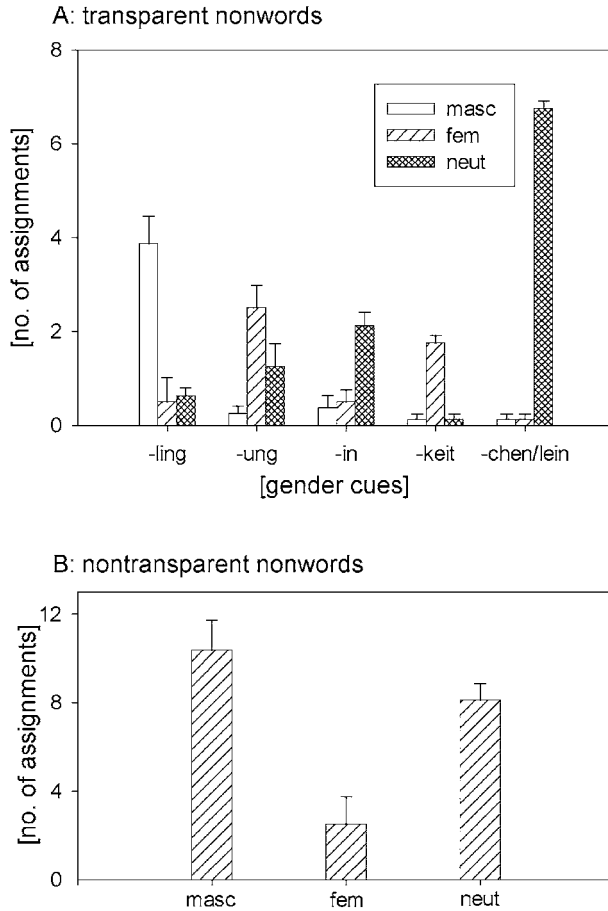 A: transparent nonwords
[no. of assignments]
8
6
4
2
0
masc
fem
neut
-ling -ung -in -keit -chen/lein
[gender cues]
B: nontransparent nonwords
[no. of assignments]
12
8
4
0
masc fem neut